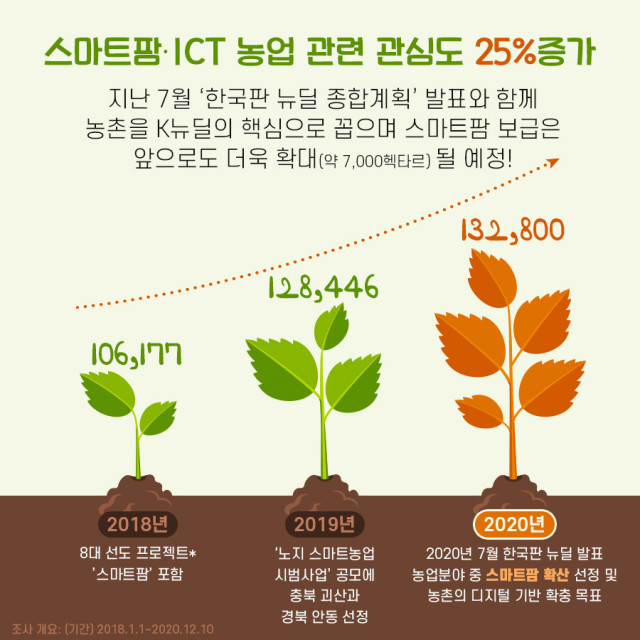 스마트팜·ICT 농업 관련 관심도 25%증가
지난 7월 ‘한국판 뉴딜 종합계획’ 발표와 함께
농촌을 K뉴딜의 핵심으로 꼽으며 스마트팜 보급은
앞으로도 더욱 확대(약 7,000헥타르) 될 예정!
132,800
128,446
106,177
2018년
8대 선도 프로젝트*
'스마트팜' 포함
2019년
'노지 스마트농업
시범사업' 공모에
충북 괴산과
경북 안동 선정
2020년
2020년 7월 한국판 뉴딜 발표
농업분야 중 스마트팜 확산 선정 및
농촌의 디지털 기반 확충 목표
조사 개요: (기간) 2018.1.1~2020.12.10